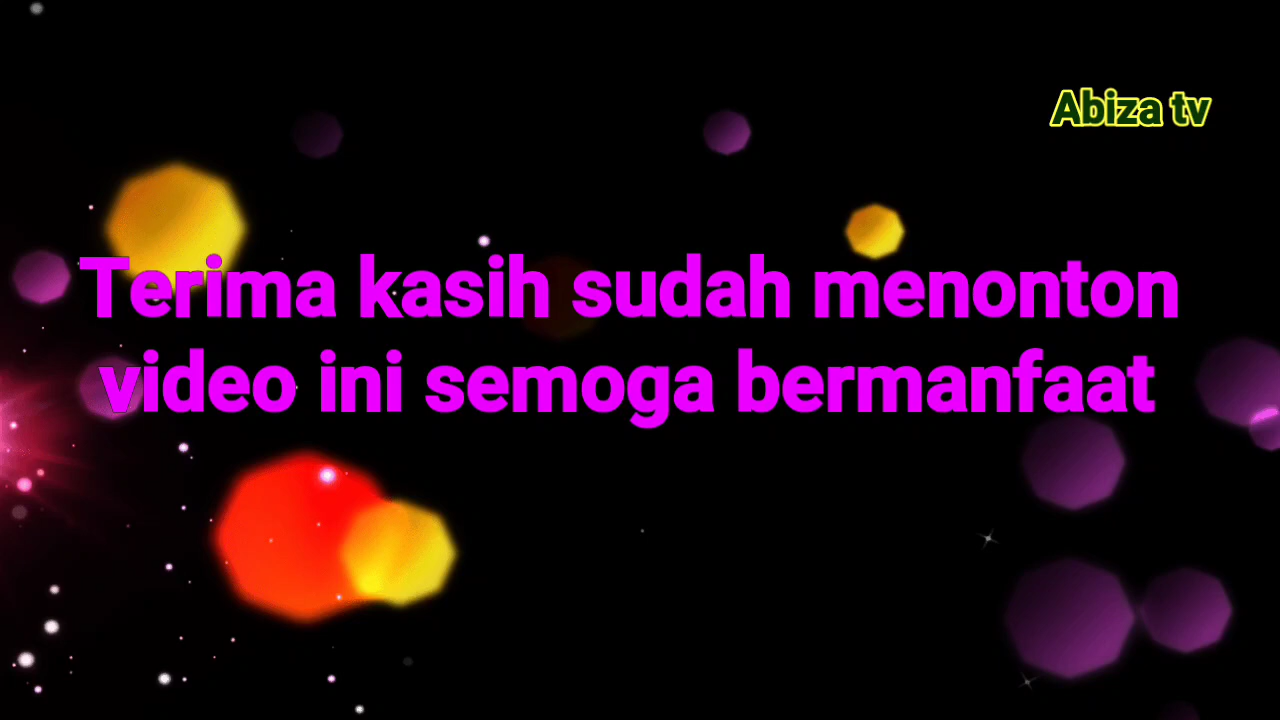 Abiza tv
Terima kasih sudah menonton
video ini semoga bermanfaat